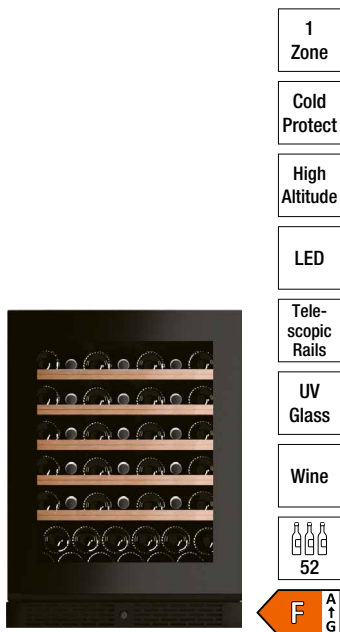 1
Zone
Cold
Protect
High
Altitude
LED
Tele-
scopic
Rails
UV
Glass
Wine
52
F
A
↑
G